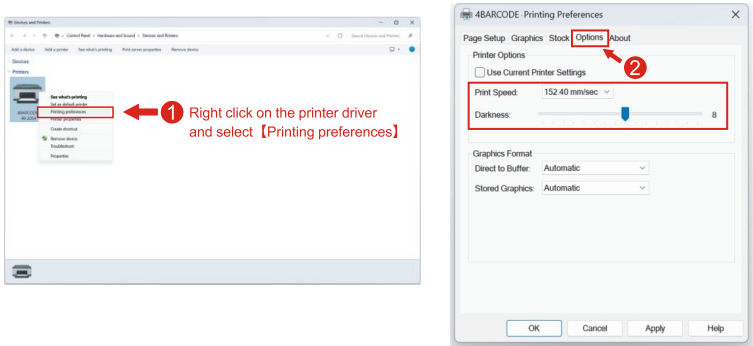 Devices and Printers
Control Panel > Hardware and Sound > Devices and Printers
Search Devices and Printers
Add a device Add a printer See what's printing Print server properties Remove device
Devices
Printers
See what's printing
Set as default printer
Printing preferences
Printer properties
Create shortcut
Remove device
Troubleshoot
Properties
1 Right click on the printer driver
and select【Printing preferences】
4BARCODE Printing Preferences
Page Setup Graphics Stock Options About
2
Printer Options
Use Current Printer Settings
Print Speed: 152.40 mm/sec
Darkness: 8
Graphics Format
Direct to Buffer: Automatic
Stored Graphics: Automatic
OK Cancel Apply Help